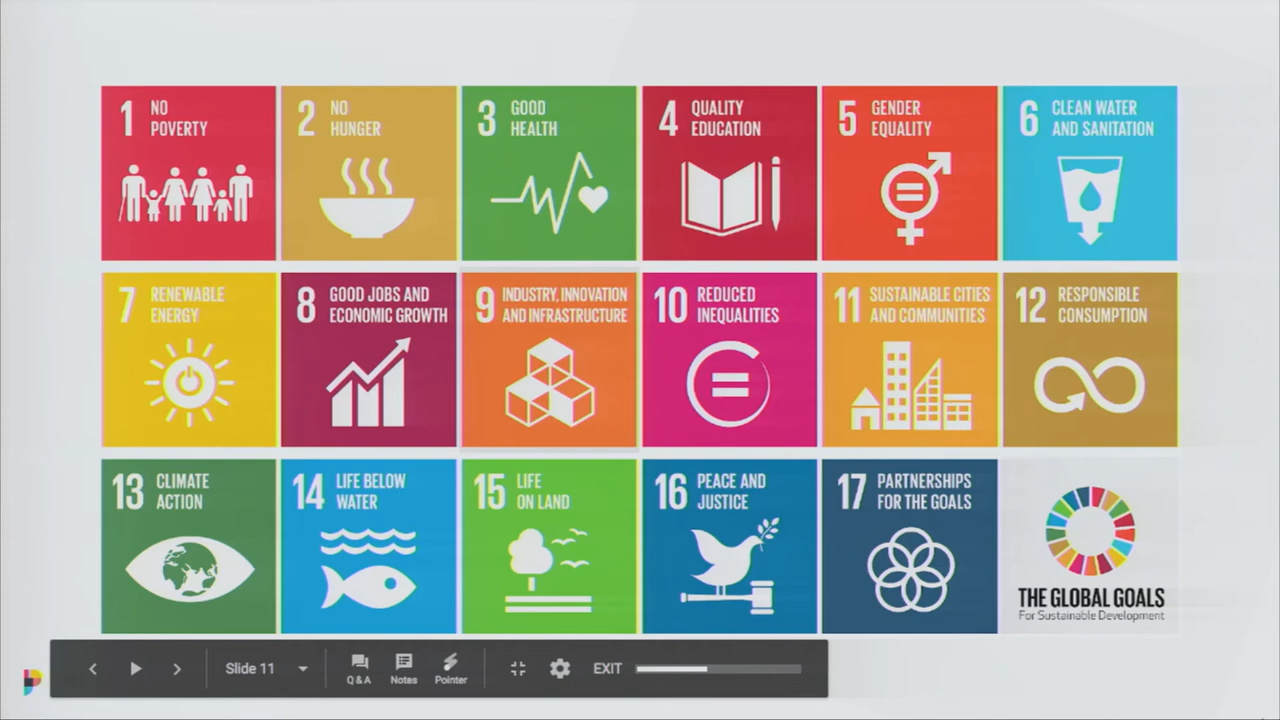 1 NO
POVERTY
2 NO
HUNGER
3 GOOD
HEALTH
4 QUALITY
EDUCATION
5 GENDER
EQUALITY
6 CLEAN WATER
AND SANITATION
7 RENEWABLE
ENERGY
8 GOOD JOBS AND
ECONOMIC GROWTH
9 INDUSTRY, INNOVATION
AND INFRASTRUCTURE
10 REDUCED
INEQUALITIES
11 SUSTAINABLE CITIES
AND COMMUNITIES
12 RESPONSIBLE
CONSUMPTION
13 CLIMATE
ACTION
14 LIFE BELOW
WATER
15 LIFE
ON LAND
16 PEACE AND
JUSTICE
17 PARTNERSHIPS
FOR THE GOALS
THE GLOBAL GOALS
For Sustainable Development
Slide 11
Q & A
Notes
Pointer
EXIT